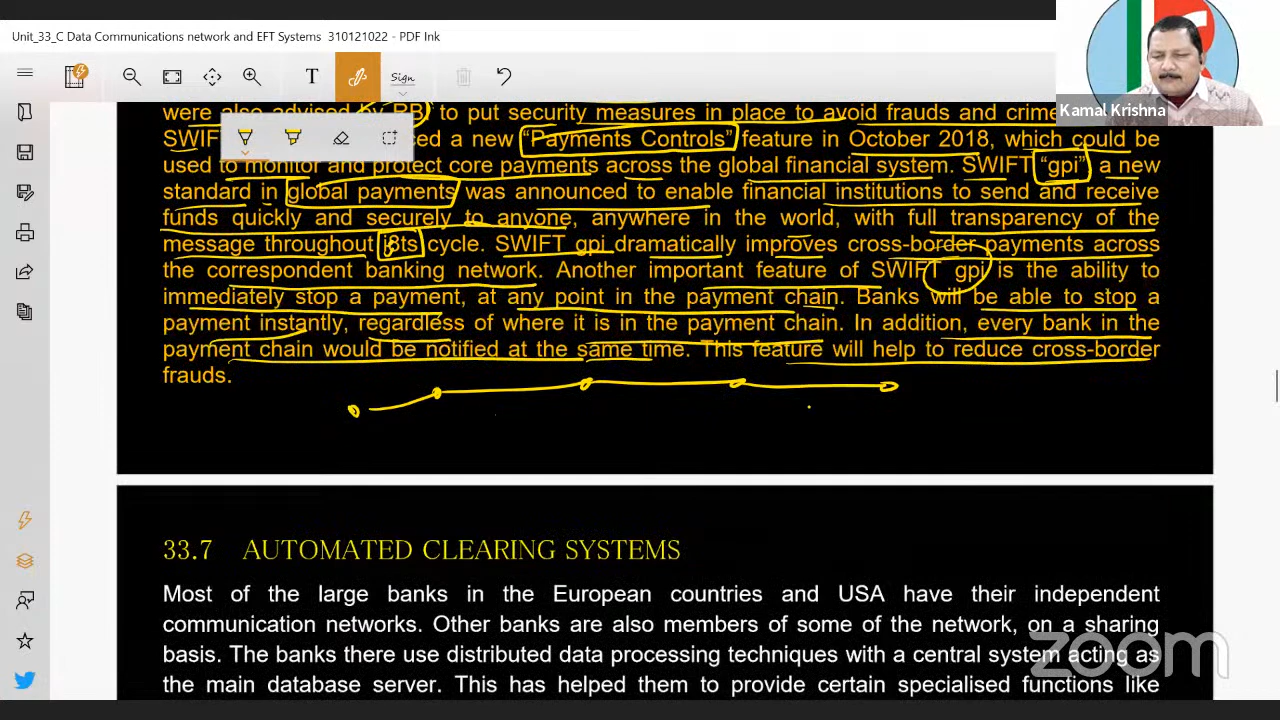 Unit_33_C Data Communications network and EFT Systems 310121022 - PDF Ink
T
Sign
Kamal Krishna
were also advised by RBI to put security measures in place to avoid frauds and crime
SWIF ced a new “Payments Controls” feature in October 2018, which could be
used to monitor and protect core payments across the global financial system. SWIFT “gpi” a new
standard in global payments was announced to enable financial institutions to send and receive
funds quickly and securely to anyone, anywhere in the world, with full transparency of the
message throughout i8ts cycle. SWIFT gpi dramatically improves cross-border payments across
the correspondent banking network. Another important feature of SWIFT gpi is the ability to
immediately stop a payment, at any point in the payment chain. Banks will be able to stop a
payment instantly, regardless of where it is in the payment chain. In addition, every bank in the
payment chain would be notified at the same time. This feature will help to reduce cross-border
frauds.
33.7 AUTOMATED CLEARING SYSTEMS
Most of the large banks in the European countries and USA have their independent
communication networks. Other banks are also members of some of the network, on a sharing
basis. The banks there use distributed data processing techniques with a central system acting as
the main database server. This has helped them to provide certain specialised functions like
zoom